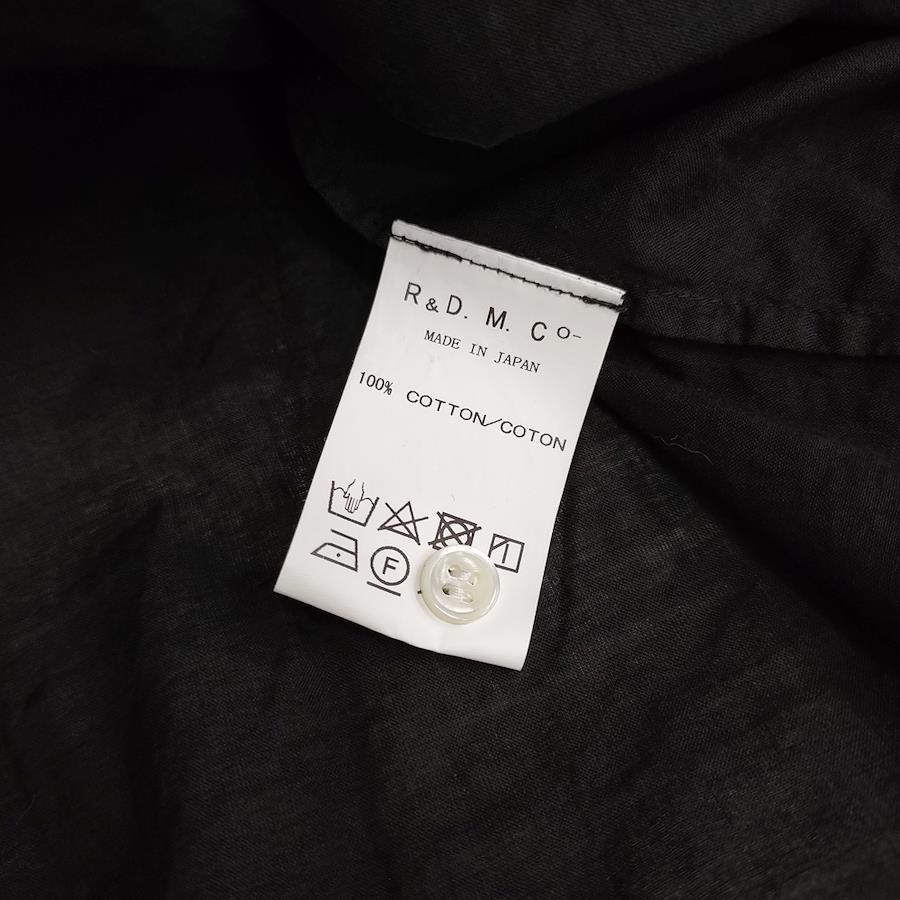 R&D. M. Co-
MADE IN JAPAN
100% COTTON/COTON
F